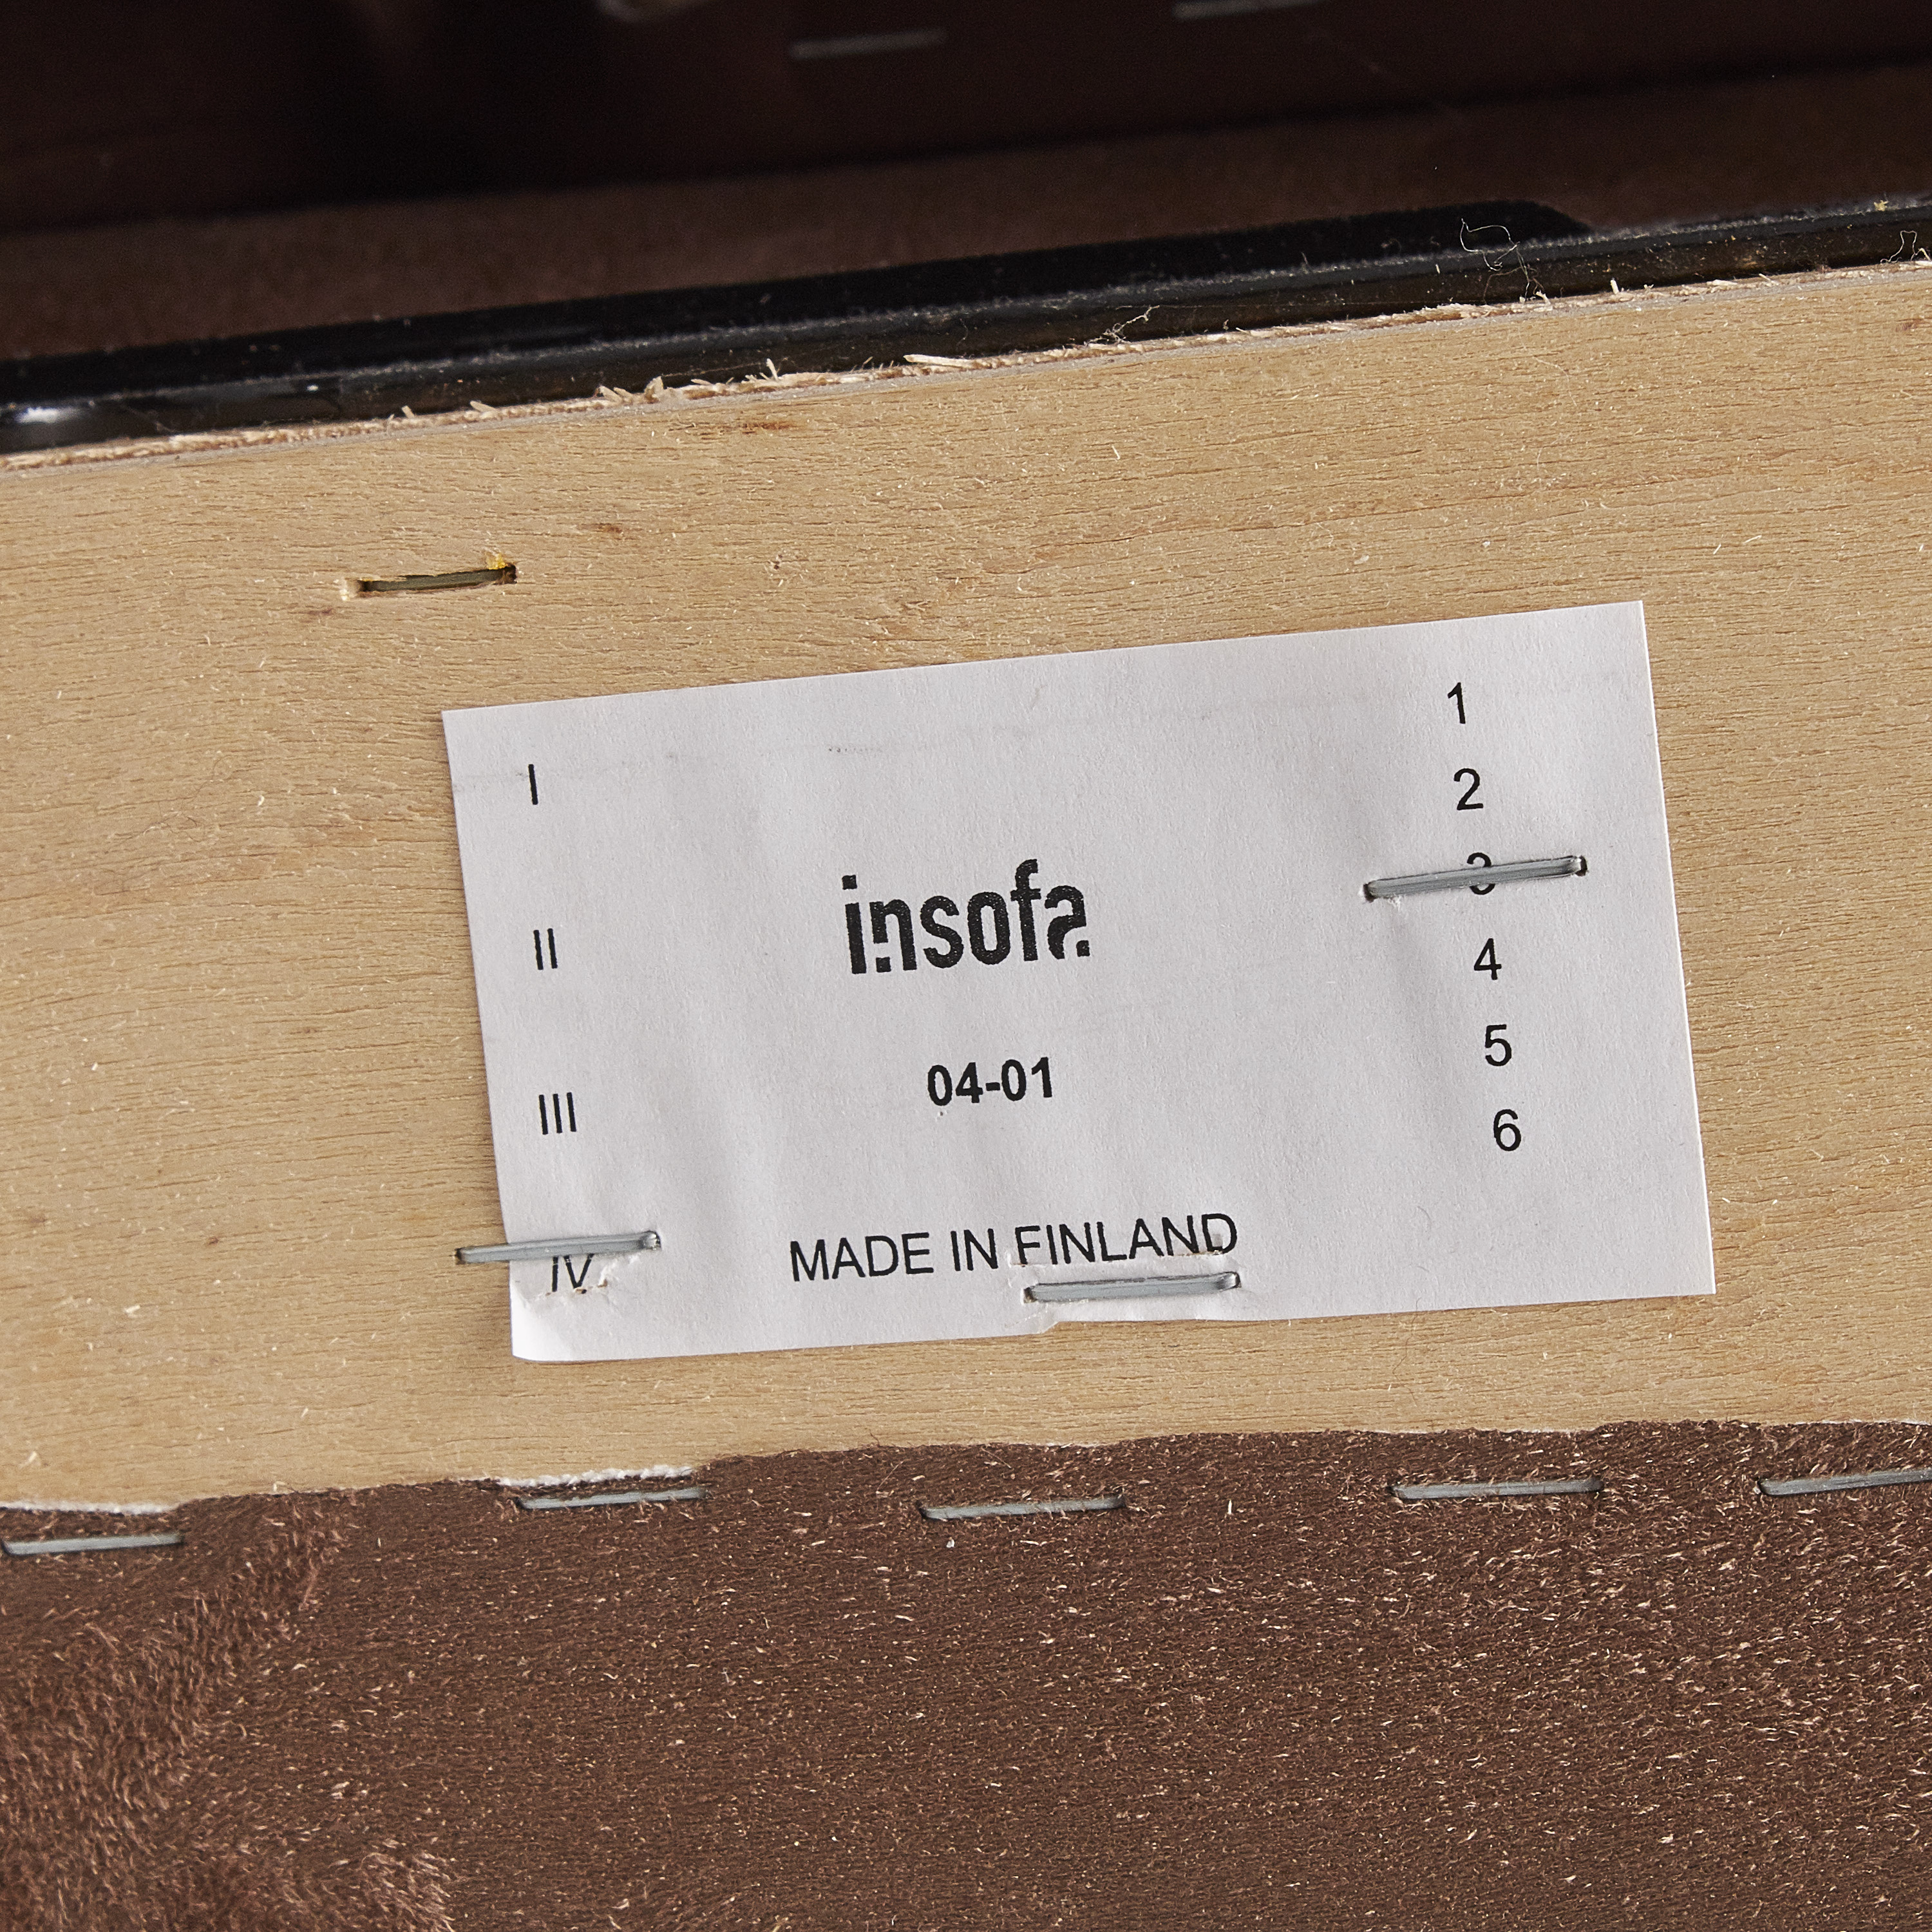 I
II
III
IV
insofa
04-01
MADE IN FINLAND
1
2
3
4
5
6